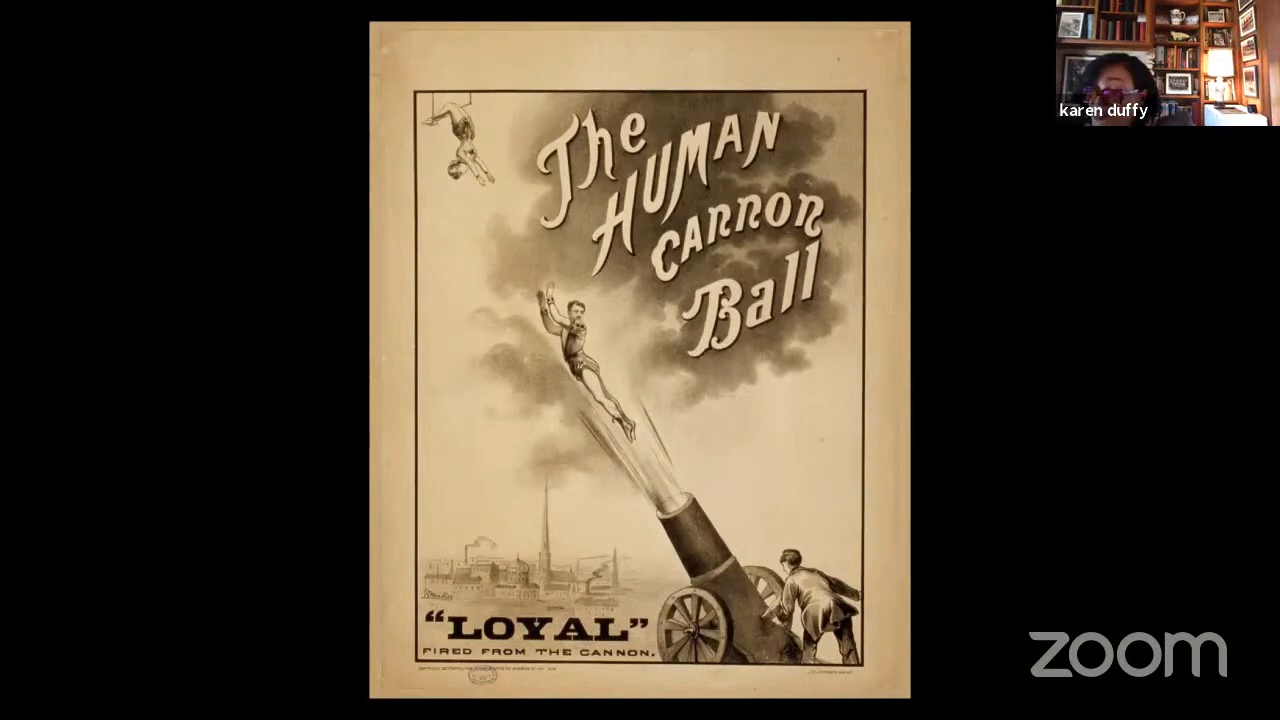 The
HUMAN
CANNON
Ball
"LOYAL"
FIRED FROM THE CANNON.
karen duffy
zoom